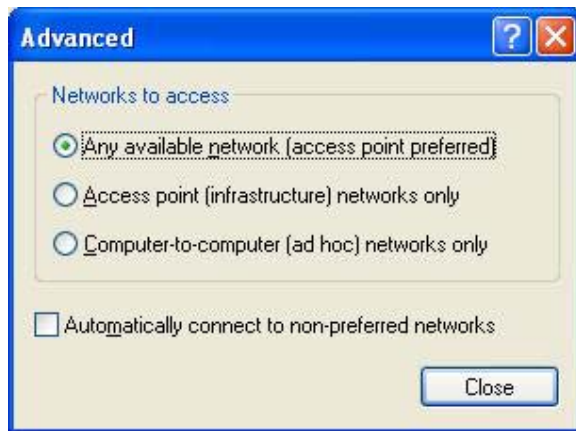 Advanced
Networks to access
Any available network (access point preferred)
Access point (infrastructure) networks only
Computer-to-computer (ad hoc) networks only
Automatically connect to non-preferred networks
Close